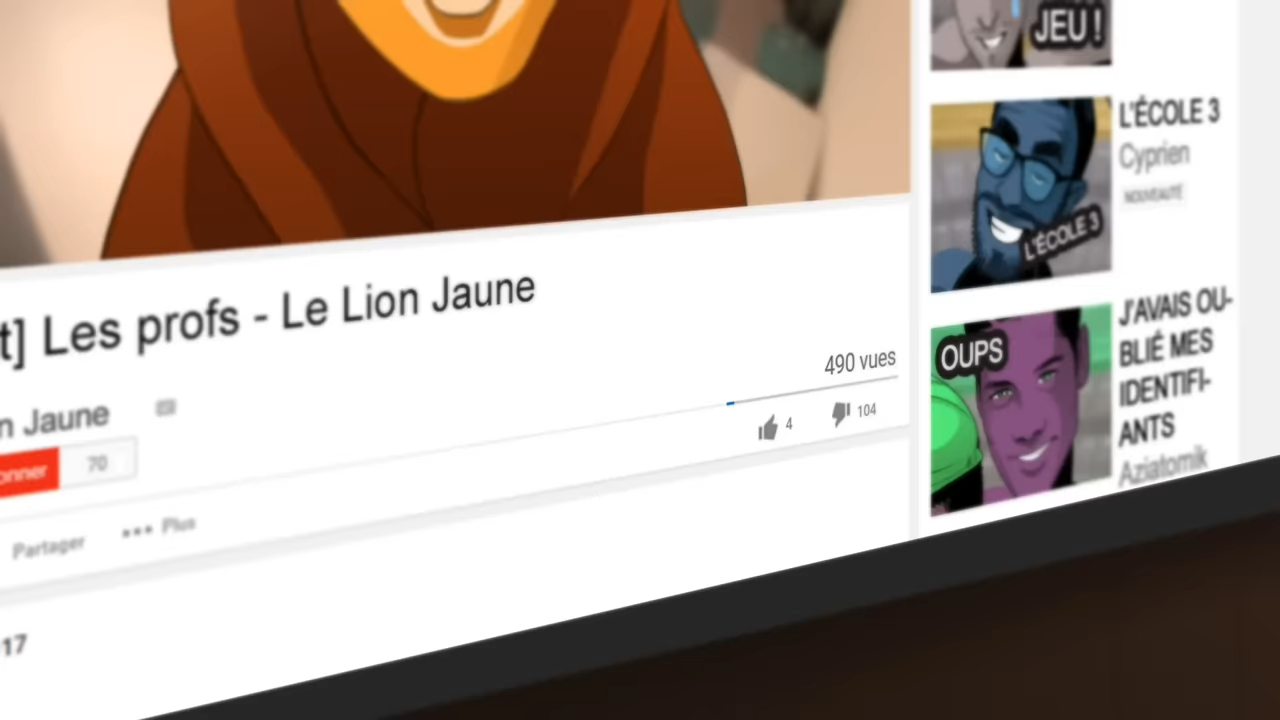 t] Les profs - Le Lion Jaune
490 vues
n Jaune
4
104
onner
70
Partager
••• Plus
17
JEU !
L'ÉCOLE 3
L'ÉCOLE 3
Cyprien
NOUVEAUTÉ
OUPS
J'AVAIS OU-
BLIÉ MES
IDENTIFI-
ANTS
Aziatomik